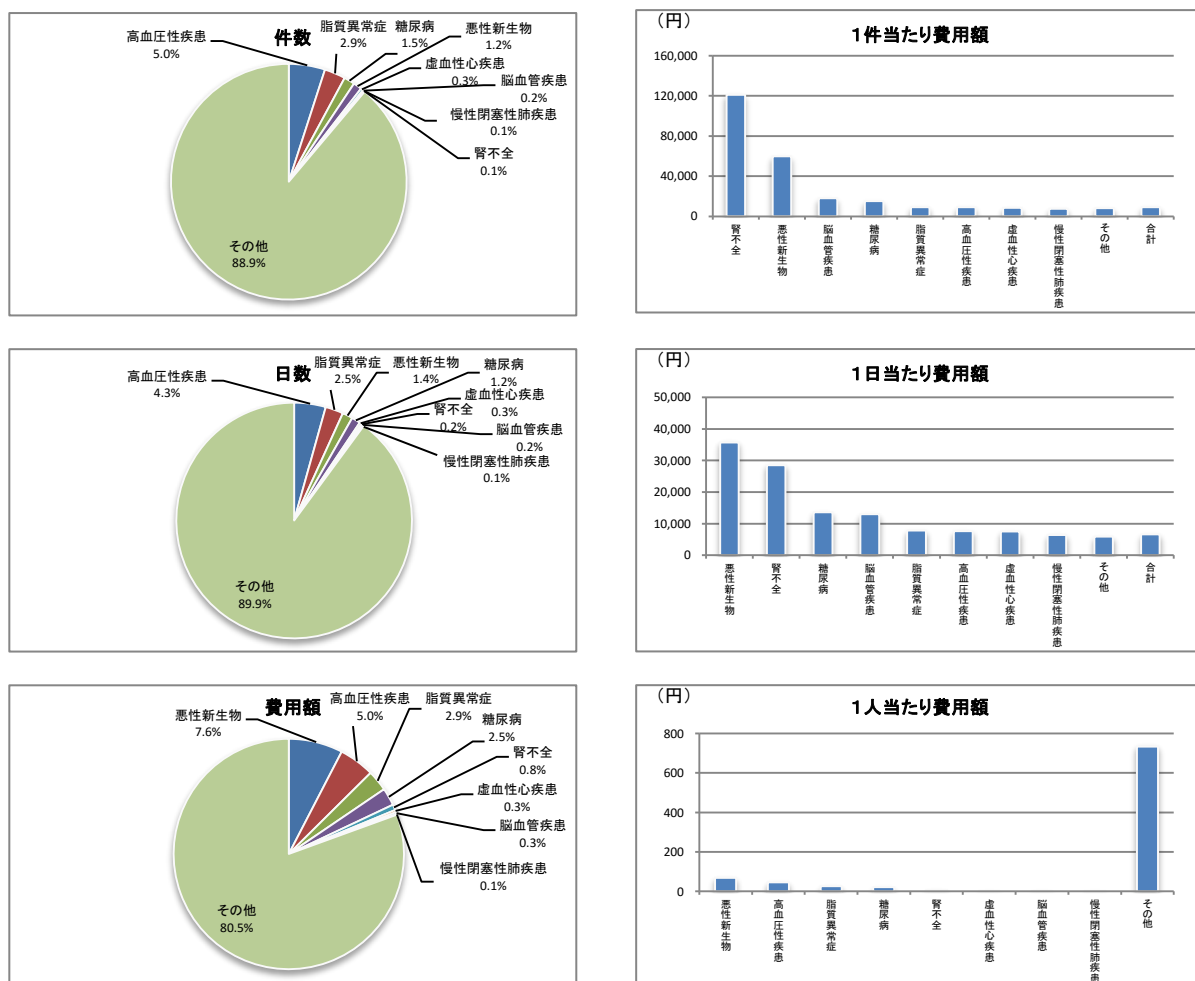 件数
高血圧性疾患
5.0%
脂質異常症
2.9%
糖尿病
1.5%
悪性新生物
1.2%
虚血性心疾患
0.3%
脳血管疾患
0.2%
慢性閉塞性肺疾患
0.1%
腎不全
0.1%
その他
88.9%
（円）
1件当たり費用額
160,000
120,000
80,000
40,000
0
腎不全
悪性新生物
脳血管疾患
糖尿病
脂質異常症
高血圧性疾患
虚血性心疾患
慢性閉塞性肺疾患
その他
合計
日数
高血圧性疾患
4.3%
脂質異常症
2.5%
悪性新生物
1.4%
糖尿病
1.2%
虚血性心疾患
0.3%
腎不全
0.2%
脳血管疾患
0.2%
慢性閉塞性肺疾患
0.1%
その他
89.9%
（円）
1日当たり費用額
50,000
40,000
30,000
20,000
10,000
0
悪性新生物
腎不全
糖尿病
脳血管疾患
脂質異常症
高血圧性疾患
虚血性心疾患
慢性閉塞性肺疾患
その他
合計
費用額
悪性新生物
7.6%
高血圧性疾患
5.0%
脂質異常症
2.9%
糖尿病
2.5%
腎不全
0.8%
虚血性心疾患
0.3%
脳血管疾患
0.3%
慢性閉塞性肺疾患
0.1%
その他
80.5%
（円）
1人当たり費用額
800
600
400
200
0
悪性新生物
高血圧性疾患
脂質異常症
糖尿病
腎不全
虚血性心疾患
脳血管疾患
慢性閉塞性肺疾患
その他